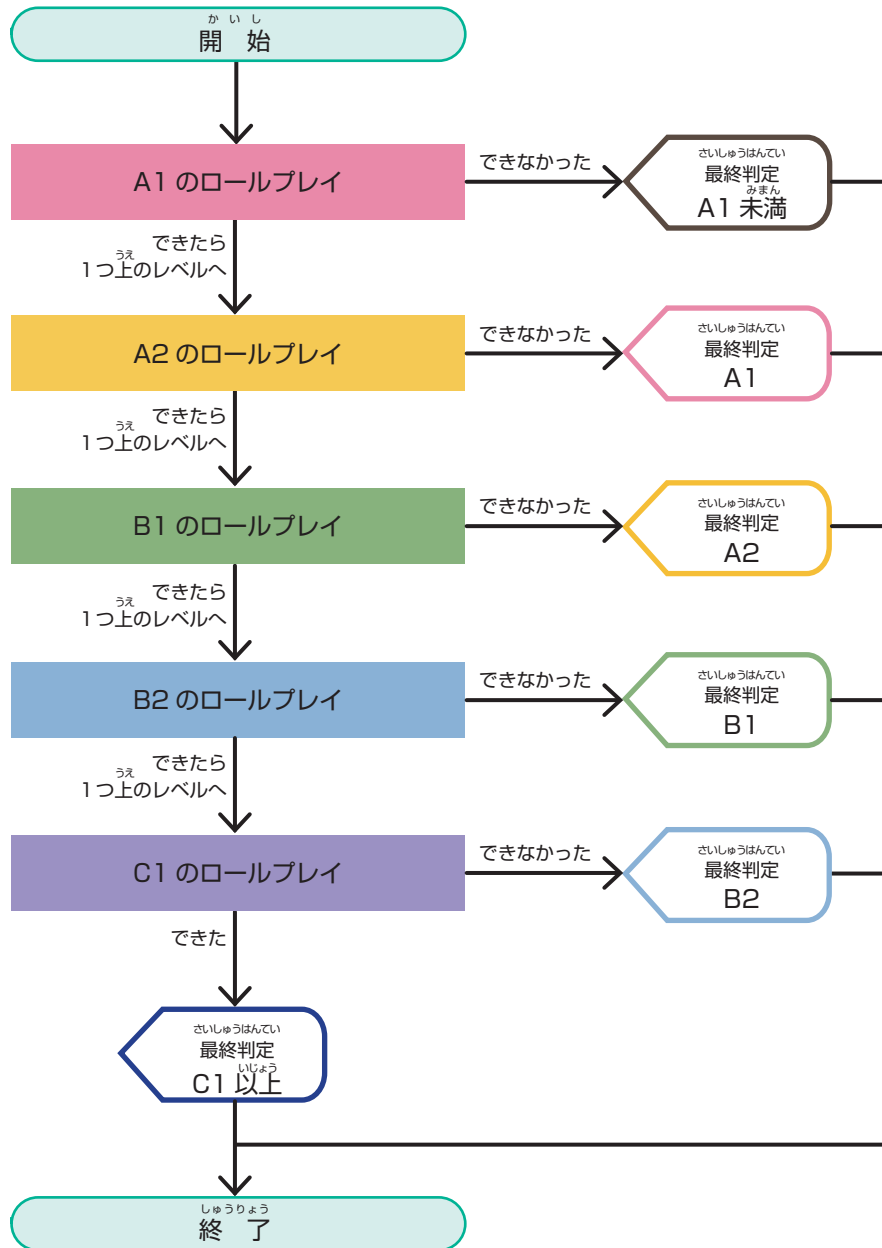 かいし
開 始
A1 のロールプレイ
できなかった
さいしゅうはんてい
最終判定
みまん
A1 未満
できたら
うえ
1つ上のレベルへ
A2 のロールプレイ
できなかった
さいしゅうはんてい
最終判定
A1
できたら
うえ
1つ上のレベルへ
B1 のロールプレイ
できなかった
さいしゅうはんてい
最終判定
A2
できたら
うえ
1つ上のレベルへ
B2 のロールプレイ
できなかった
さいしゅうはんてい
最終判定
B1
できたら
うえ
1つ上のレベルへ
C1 のロールプレイ
できなかった
さいしゅうはんてい
最終判定
B2
できた
さいしゅうはんてい
最終判定
いじょう
C1 以上
しゅうりょう
終 了